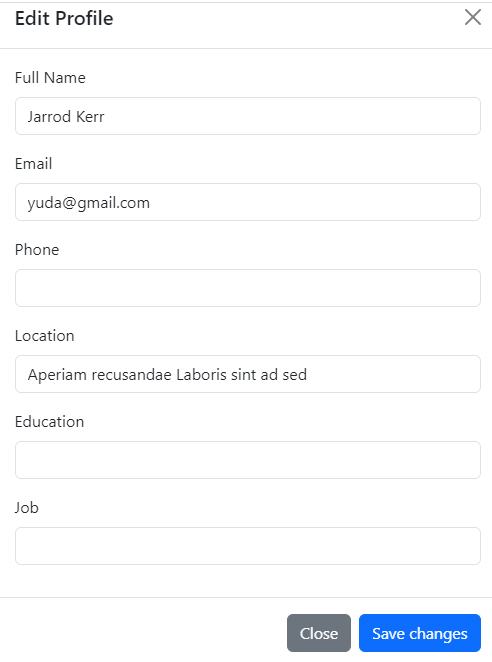 Edit Profile
Full Name
Jarrod Kerr
Email
yuda@gmail.com
Phone
Location
Aperiam recusandae Laboris sint ad sed
Education
Job
Close Save changes